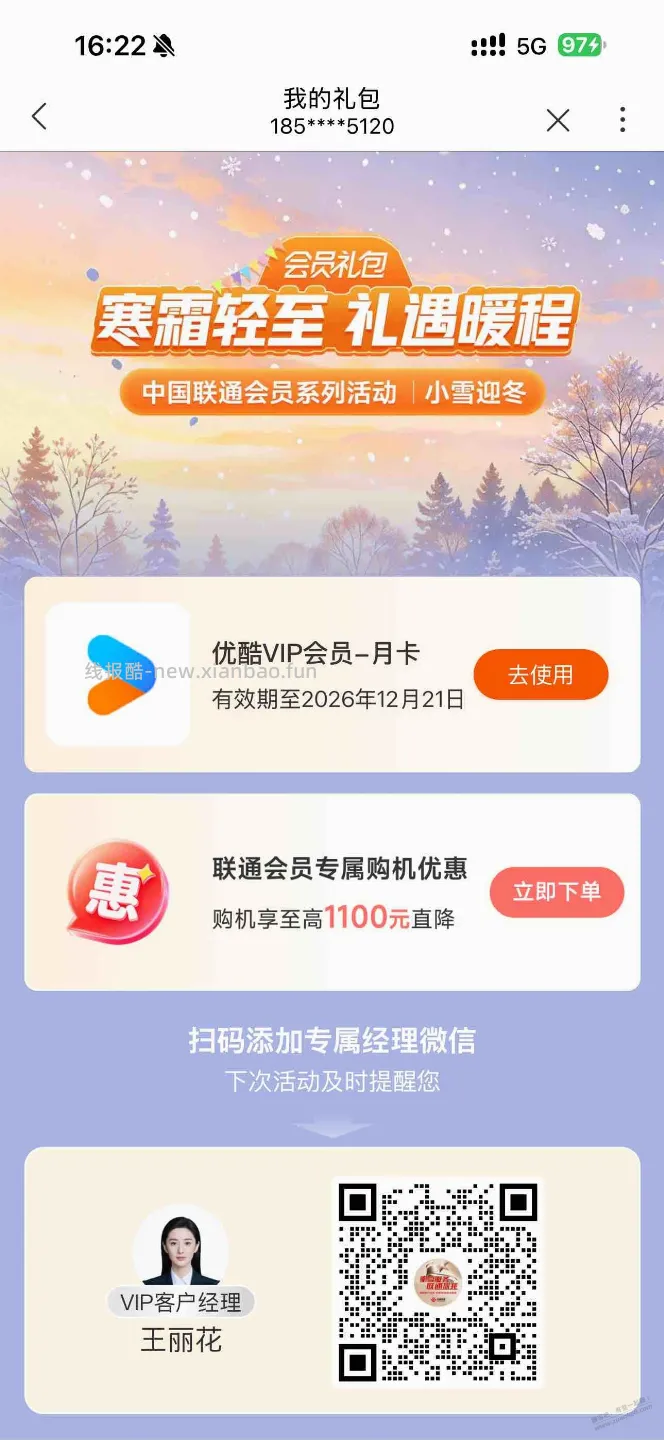 16:22
5G
97
我的礼包
185****5120
会员礼包
寒霜轻至 礼遇暖程
中国联通会员系列活动 | 小雪迎冬
优酷VIP会员-月卡
线报酷-new.xianbao.fun
有效期至2026年12月21日
去使用
惠
联通会员专属购机优惠
购机享至高1100元直降
立即下单
扫码添加专属经理微信
下次活动及时提醒您
VIP客户经理
王丽花